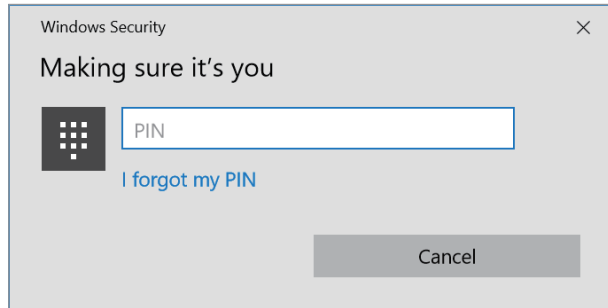 Windows Security
Making sure it's you
PIN
I forgot my PIN
Cancel